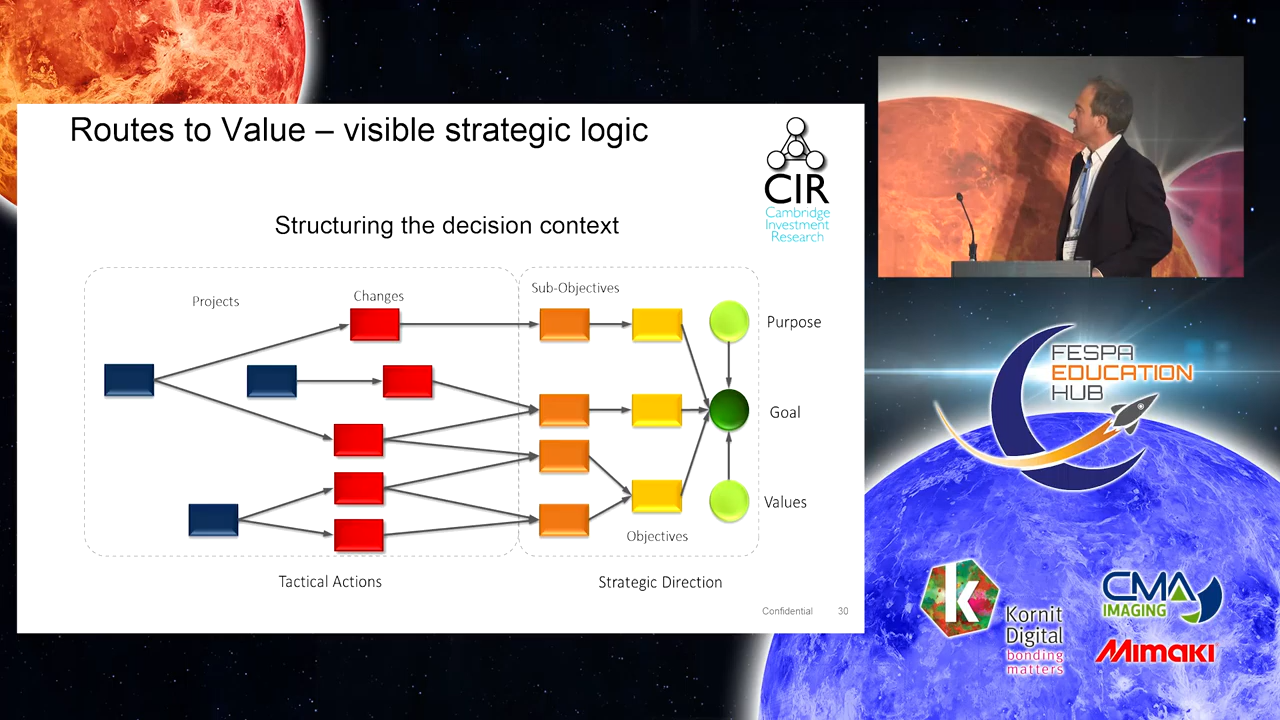 Routes to Value – visible strategic logic
CIR
Cambridge
Investment
Research
Structuring the decision context
Projects
Changes
Sub-Objectives
Purpose
Goal
Values
Objectives
Tactical Actions
Strategic Direction
Confidential 30
FESPA
EDUCATION
HUB
k
Kornit
Digital
bonding
matters
CMA
IMAGING
Mimaki